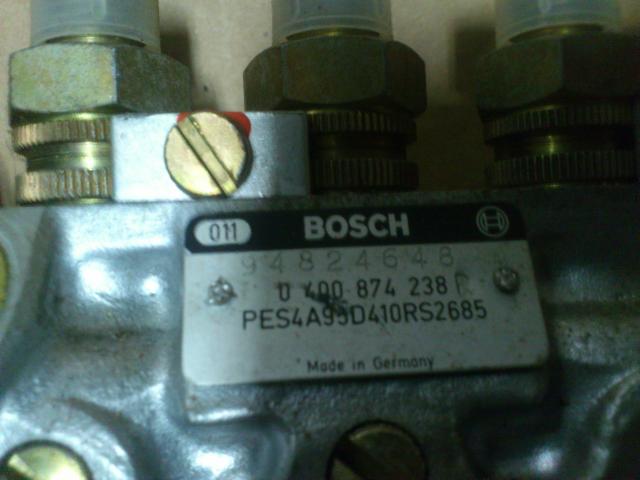 011 BOSCH
94824648
0 400 874 238 R
PES4A95D410RS2685
Made in Germany